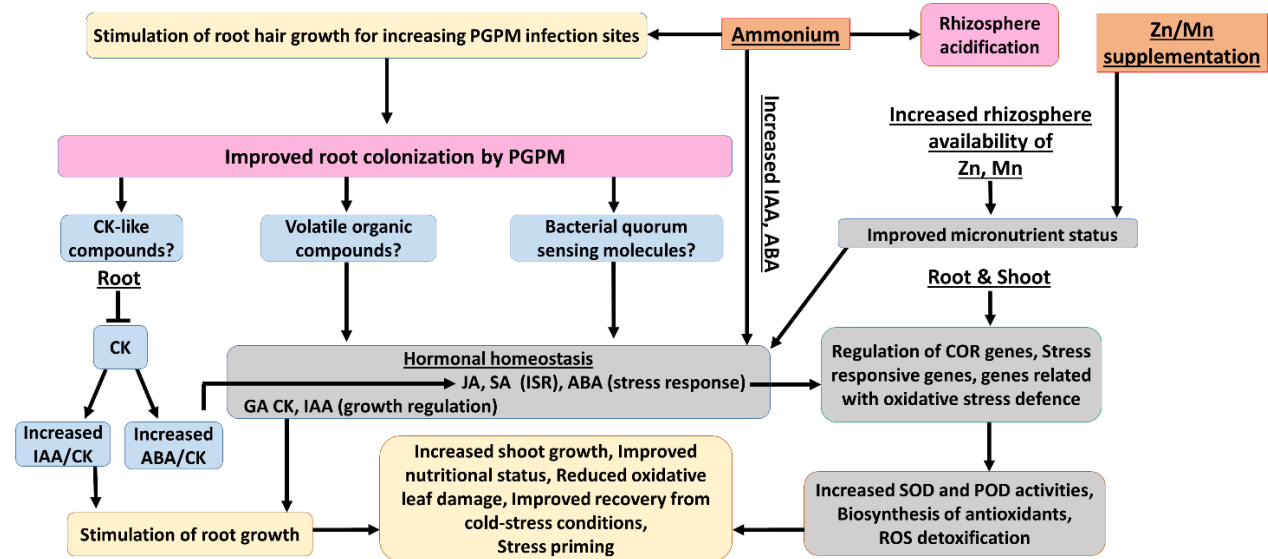 Stimulation of root hair growth for increasing PGPM infection sites
Ammonium
Rhizosphere
acidification
Zn/Mn
supplementation
Increased IAA, ABA
Increased rhizosphere
availability of
Zn, Mn
Improved root colonization by PGPM
CK-like
compounds?
Volatile organic
compounds?
Bacterial quorum
sensing molecules?
Improved micronutrient status
Root
Root & Shoot
CK
Hormonal homeostasis
JA, SA (ISR), ABA (stress response)
GA CK, IAA (growth regulation)
Regulation of COR genes, Stress
responsive genes, genes related
with oxidative stress defence
Increased
IAA/CK
Increased
ABA/CK
Increased shoot growth, Improved
nutritional status, Reduced oxidative
leaf damage, Improved recovery from
cold-stress conditions,
Stress priming
Increased SOD and POD activities,
Biosynthesis of antioxidants,
ROS detoxification
Stimulation of root growth